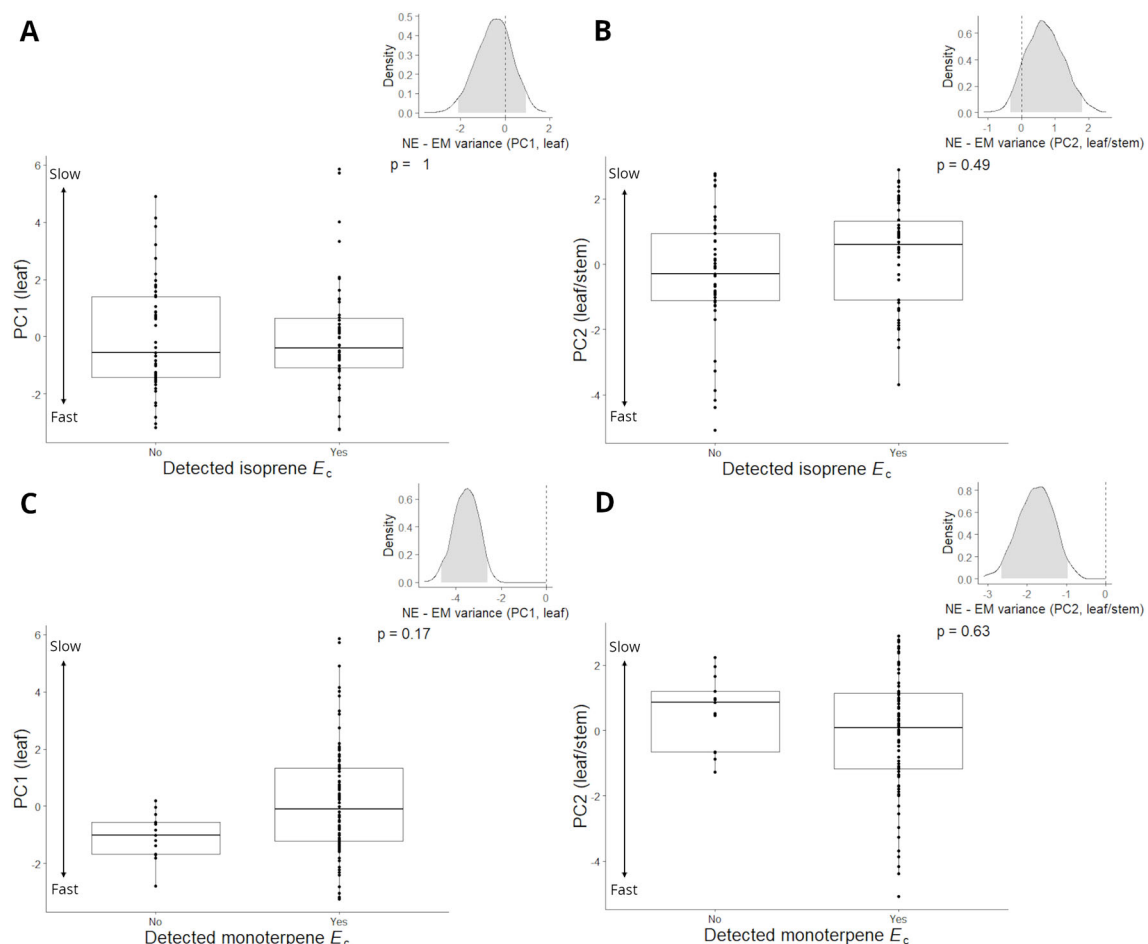 A
0.5
0.4
0.3
0.2
0.1
0.0
Density
-2
0
2
NE - EM variance (PC1, leaf)
p = 1
6
4
2
0
-2
Slow
Fast
PC1 (leaf)
No
Yes
Detected isoprene Ec
B
0.6
0.4
0.2
0.0
Density
-1
0
1
2
NE - EM variance (PC2, leaf/stem)
p = 0.49
2
0
-2
-4
Slow
Fast
PC2 (leaf/stem)
No
Yes
Detected isoprene Ec
C
0.6
0.4
0.2
0.0
Density
-4
-2
0
NE - EM variance (PC1, leaf)
p = 0.17
6
4
2
0
-2
Slow
Fast
PC1 (leaf)
No
Yes
Detected monoterpene Ec
D
0.8
0.6
0.4
0.2
0.0
Density
-3
-2
-1
0
NE - EM variance (PC2, leaf/stem)
p = 0.63
2
0
-2
-4
Slow
Fast
PC2 (leaf/stem)
No
Yes
Detected monoterpene Ec